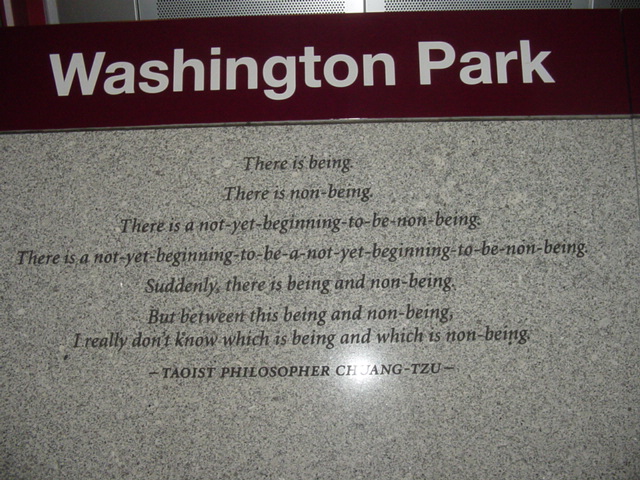 Washington Park
There is being.
There is non-being.
There is a not-yet-beginning-to-be-non-being.
There is a not-yet-beginning-to-be-a-not-yet-beginning-to-be-non-being.
Suddenly, there is being and non-being.
But between this being and non-being,
I really don't know which is being and which is non-being.
– TAOIST PHILOSOPHER CHUANG-TZU –